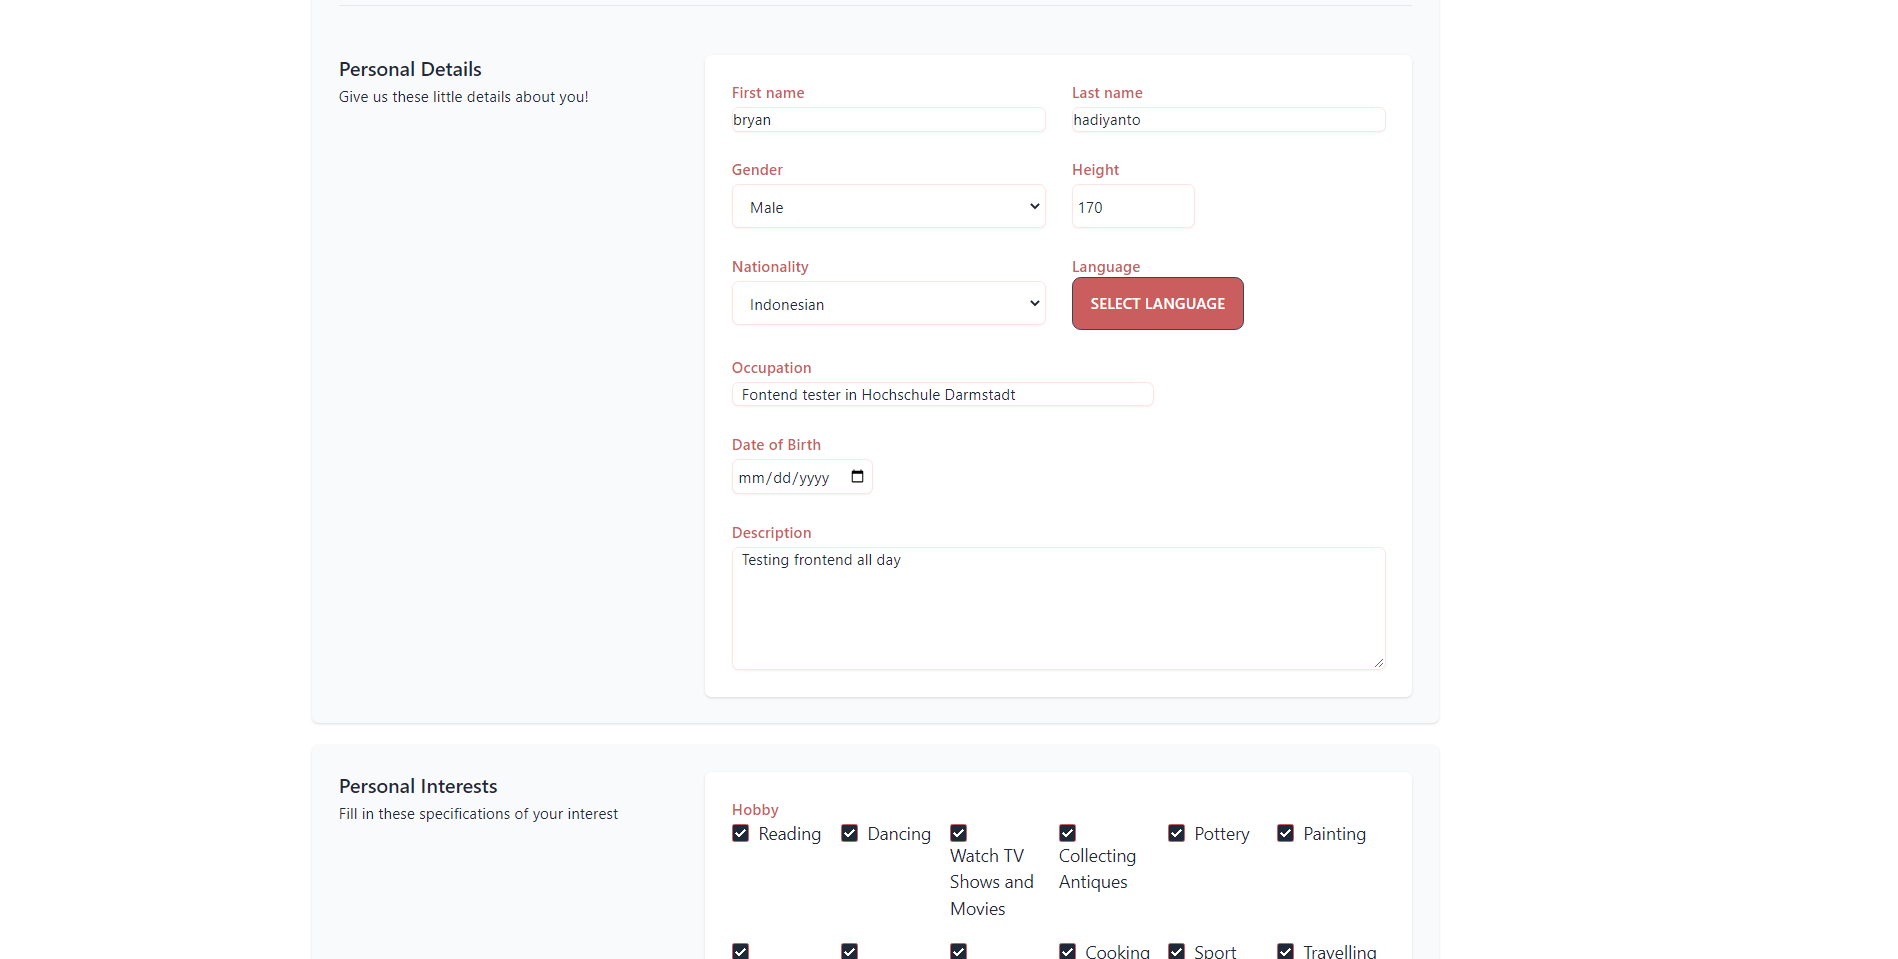 Personal Details
Give us these little details about you!
First name
Last name
bryan
hadiyanto
Gender
Height
Male
170
Nationality
Language
Indonesian
SELECT LANGUAGE
Occupation
Fontend tester in Hochschule Darmstadt
Date of Birth
mm/dd/yyyy
Description
Testing frontend all day
Personal Interests
Fill in these specifications of your interest
Hobby
Reading
Dancing
Watch TV
Shows and
Movies
Collecting
Antiques
Pottery
Painting
Cooking
Sport
Travelling